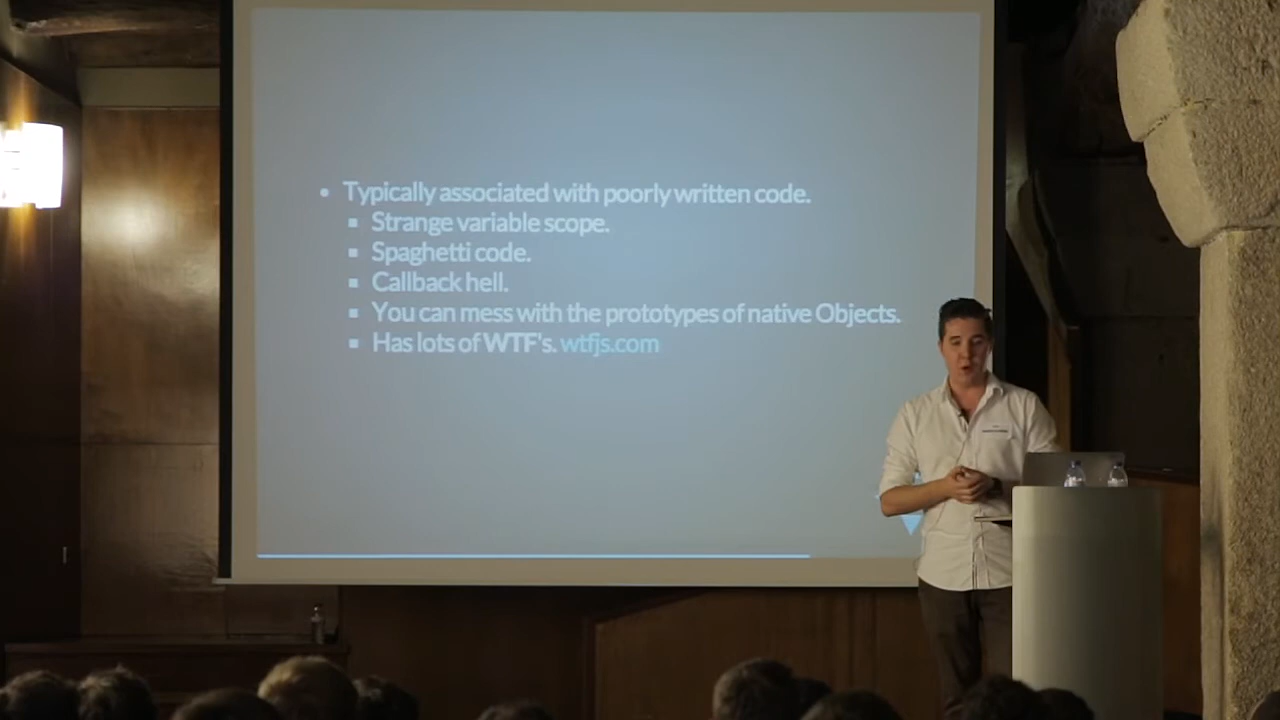 Typically associated with poorly written code.
Strange variable scope.
Spaghetti code.
Callback hell.
You can mess with the prototypes of native Objects.
Has lots of WTF's. wtfjs.com